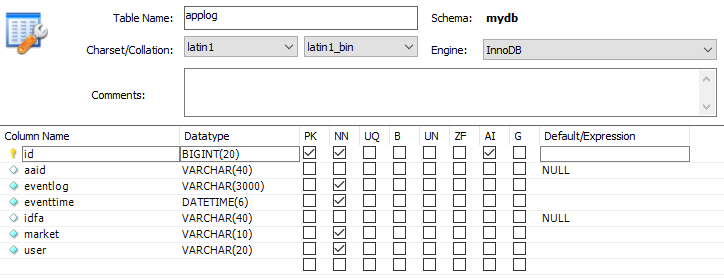 Table Name: applog Schema: mydb
Charset/Collation: latin1 latin1_bin Engine: InnoDB
Comments:
Column Name Datatype PK NN UQ B UN ZF AI G Default/Expression
id BIGINT(20)
aaid VARCHAR(40) NULL
eventlog VARCHAR(3000)
eventtime DATETIME(6)
idfa VARCHAR(40) NULL
market VARCHAR(10)
user VARCHAR(20)